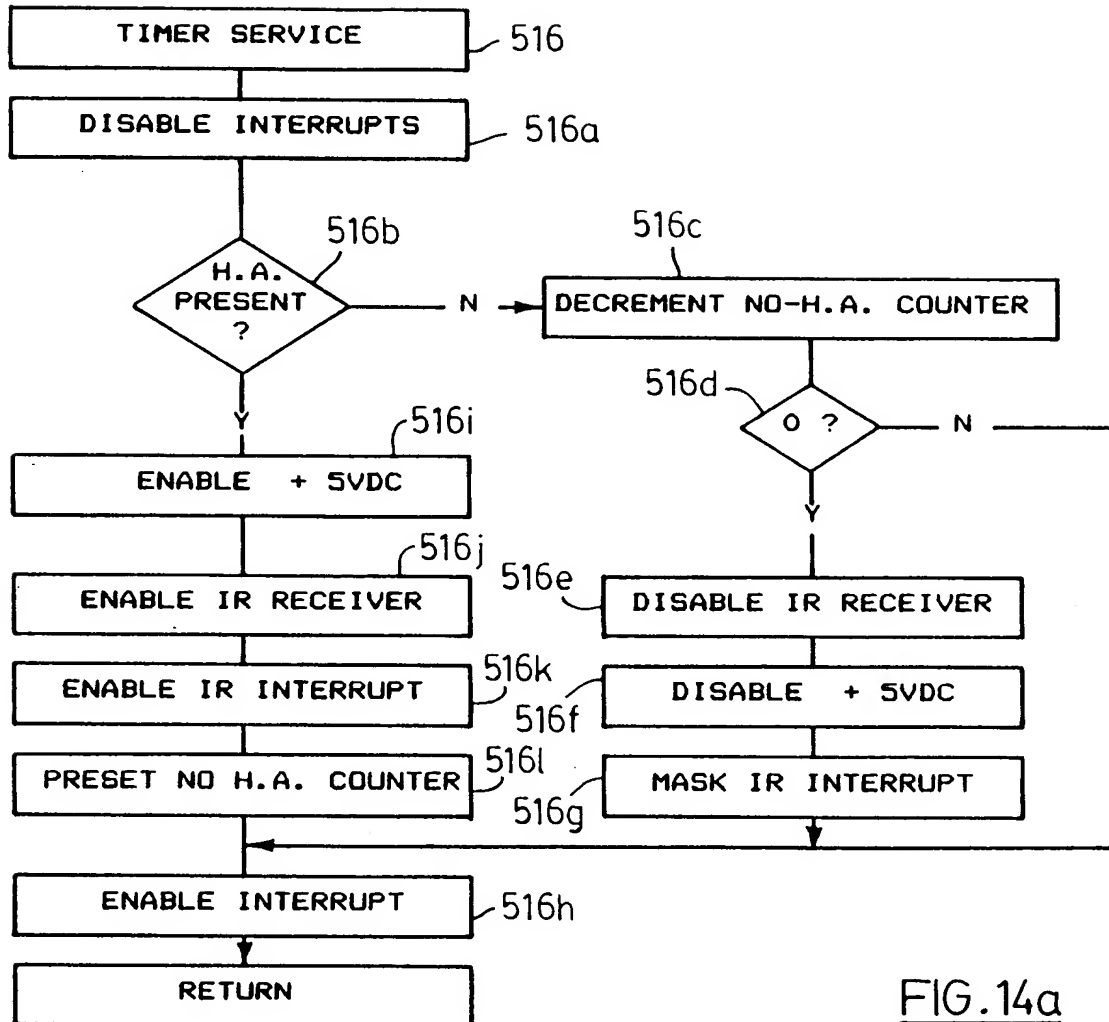 TIMER SERVICE
516
DISABLE INTERRUPTS
516a
516b
H.A.
PRESENT
?
N
516c
DECREMENT NO-H.A. COUNTER
516d
O ?
N
Y
516i
ENABLE + 5VDC
Y
516j
ENABLE IR RECEIVER
516e
DISABLE IR RECEIVER
ENABLE IR INTERRUPT
516k
516f
DISABLE + 5VDC
PRESET NO H.A. COUNTER
516l
516g
MASK IR INTERRUPT
ENABLE INTERRUPT
516h
RETURN
FIG.14a